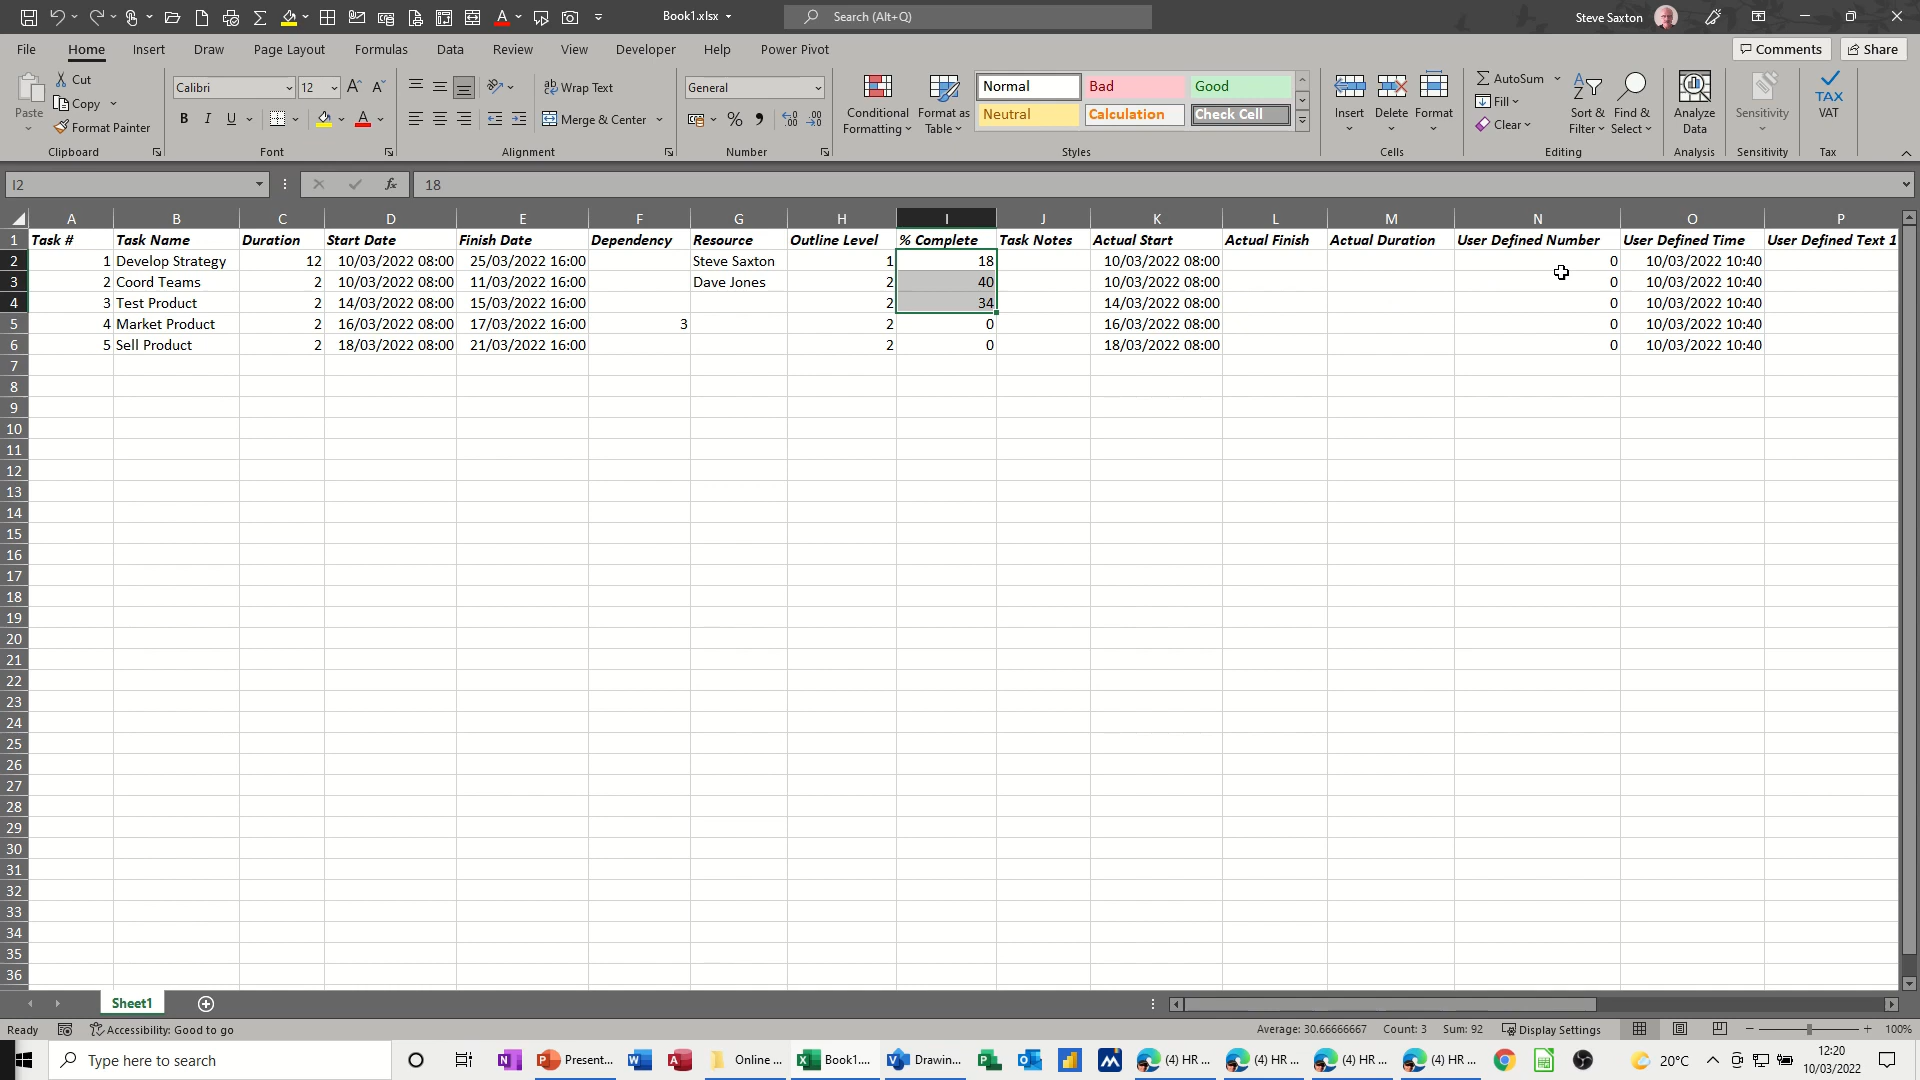 Book1.xlsx
Search (Alt+Q)
Steve Saxton
File Home Insert Draw Page Layout Formulas Data Review View Developer Help Power Pivot
Comments Share
Paste
Cut
Copy
Format Painter
Clipboard
Calibri 12
B I U
Font
Wrap Text
Merge & Center
Alignment
General
Number
Conditional Formatting
Format as Table
Normal Bad Good
Neutral Calculation Check Cell
Styles
Insert Delete Format
Cells
AutoSum
Fill
Clear
Sort & Filter
Find & Select
Editing
Analyze Data
Analysis
Sensitivity
Sensitivity
TAX
VAT
Tax
I2 fx 18
A B C D E F G H I J K L M N O P
1 Task # Task Name Duration Start Date Finish Date Dependency Resource Outline Level % Complete Task Notes Actual Start Actual Finish Actual Duration User Defined Number User Defined Time User Defined Text 1
2 1 Develop Strategy 12 10/03/2022 08:00 25/03/2022 16:00 Steve Saxton 1 18 10/03/2022 08:00 0 10/03/2022 10:40
3 2 Coord Teams 2 10/03/2022 08:00 11/03/2022 16:00 Dave Jones 2 40 10/03/2022 08:00 0 10/03/2022 10:40
4 3 Test Product 2 14/03/2022 08:00 15/03/2022 16:00 2 34 14/03/2022 08:00 0 10/03/2022 10:40
5 4 Market Product 2 16/03/2022 08:00 17/03/2022 16:00 3 2 0 16/03/2022 08:00 0 10/03/2022 10:40
6 5 Sell Product 2 18/03/2022 08:00 21/03/2022 16:00 2 0 18/03/2022 08:00 0 10/03/2022 10:40
7
8
9
10
11
12
13
14
15
16
17
18
19
20
21
22
23
24
25
26
27
28
29
30
31
32
33
34
35
36
Sheet1
Ready Accessibility: Good to go Average: 30.66666667 Count: 3 Sum: 92 Display Settings 100%
Type here to search Present... Online ... Book1.... Drawin... (4) HR ... (4) HR ... (4) HR ... (4) HR ... 20°C 12:20
10/03/2022